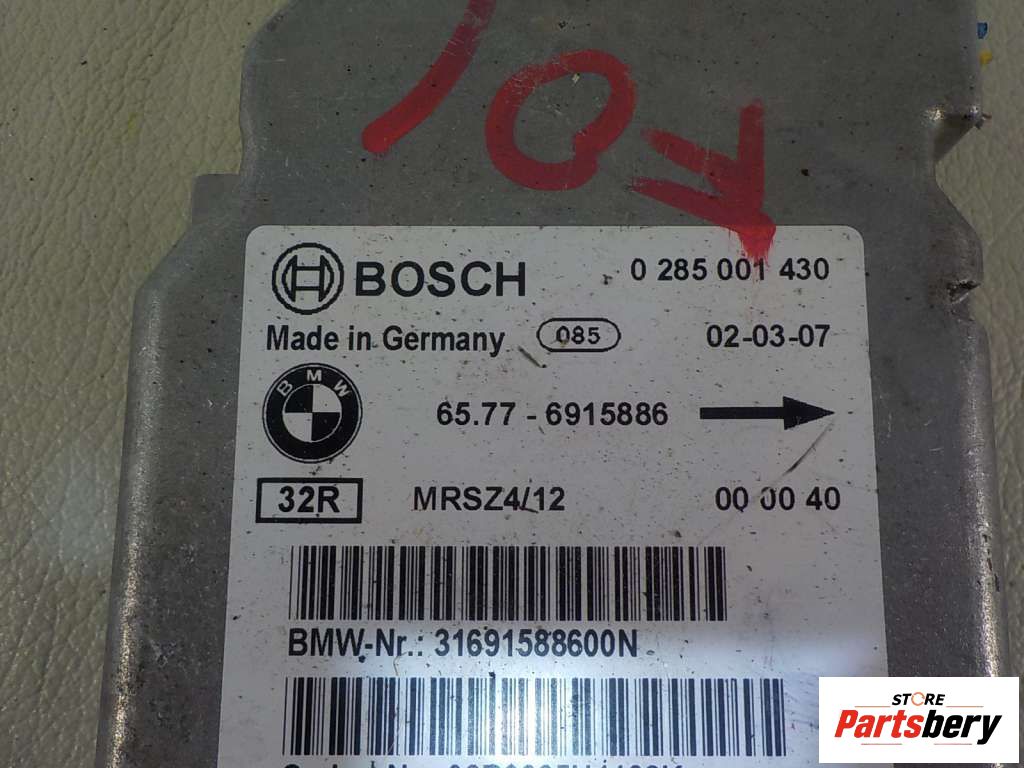 BOSCH 0 285 001 430
Made in Germany 085 02-03-07
BMW 65.77 - 6915886
32R MRSZ4/12 00 00 40
BMW-Nr.: 31691588600N
STORE
Partsbery